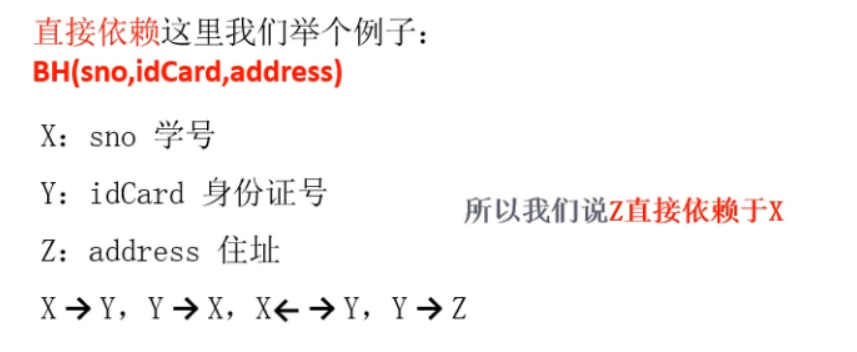 直接依赖这里我们举个例子：
BH(sno,idCard,address)
X：sno 学号
Y：idCard 身份证号
所以我们说Z直接依赖于X
Z：address 住址
X→Y，Y→X，X←→Y，Y→Z